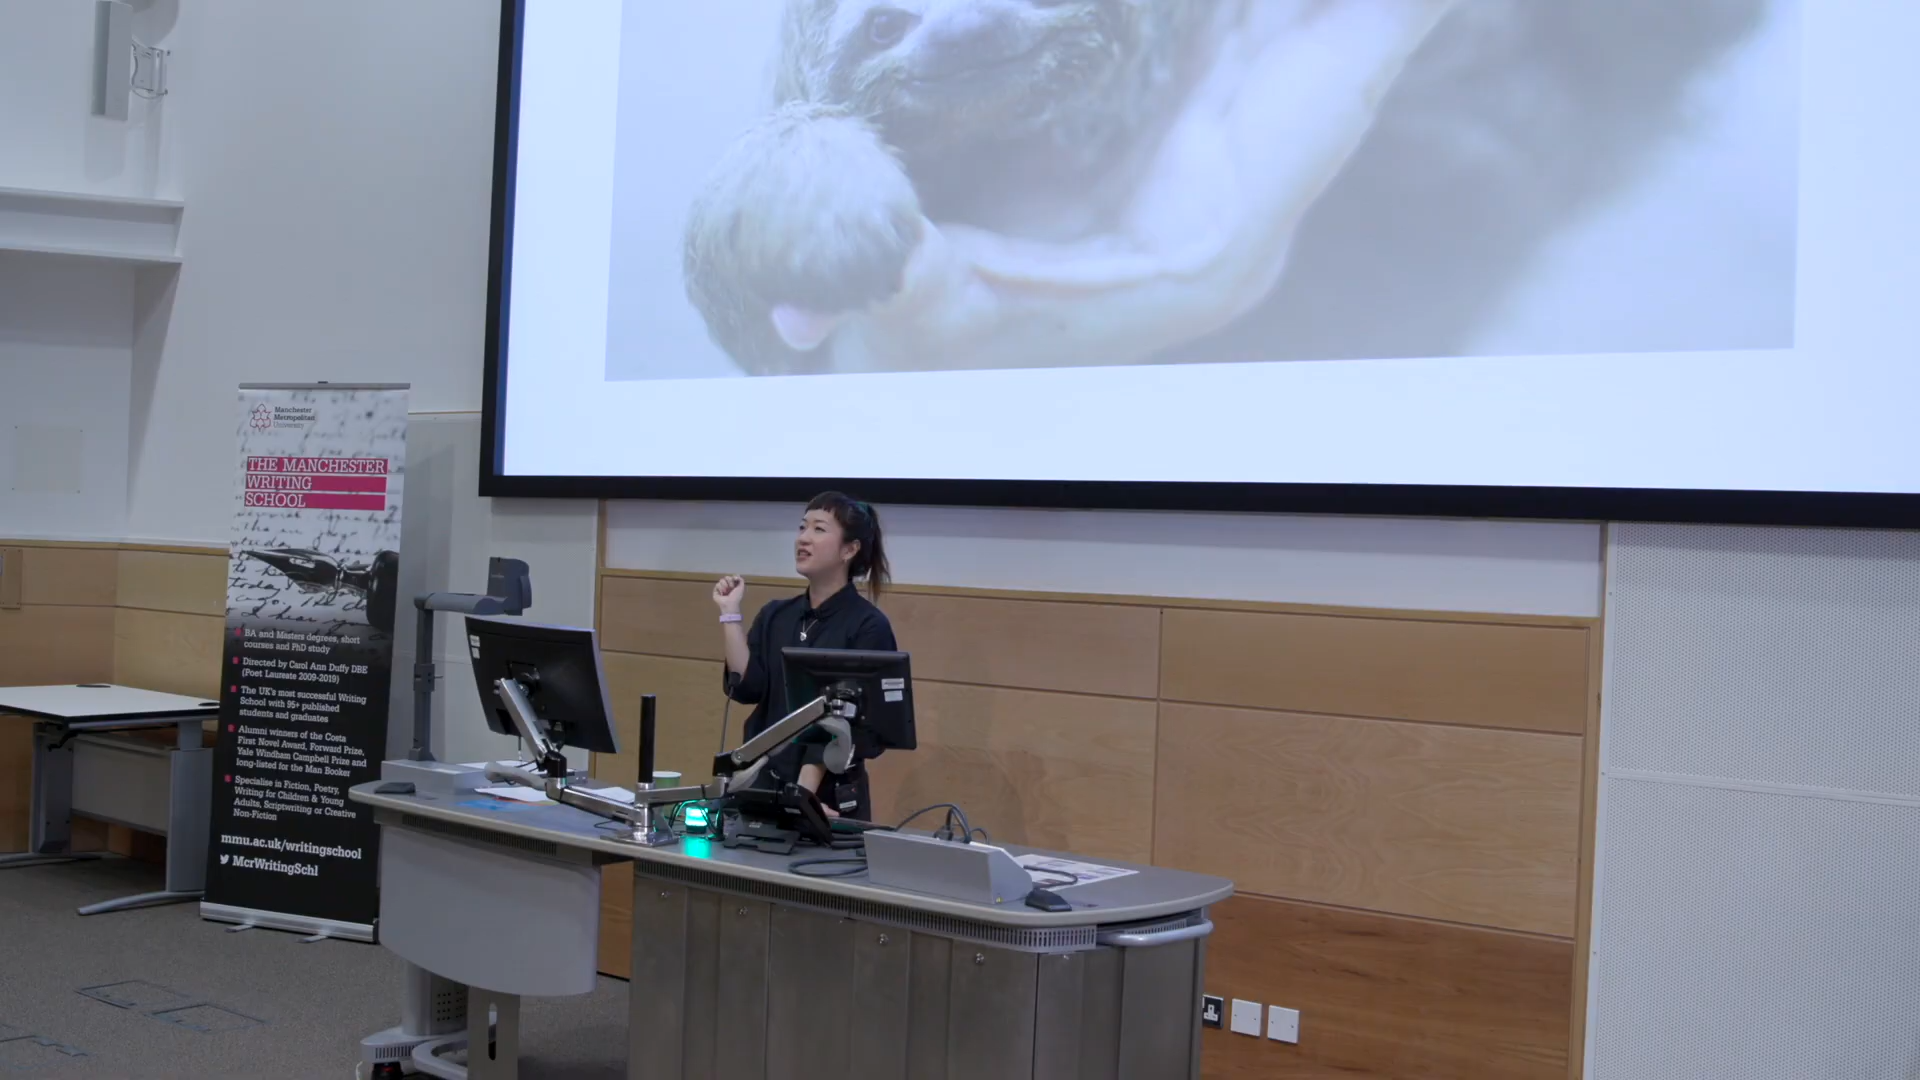 Manchester
Metropolitan
University
THE MANCHESTER
WRITING
SCHOOL
BA and Masters degrees, short
courses and PhD study
Directed by Carol Ann Duffy DBE
(Poet Laureate 2009-2019)
The UK's most successful Writing
School with 95+ published
students and graduates
Alumni winners of the Costa
First Novel Award, Forward Prize,
Yale Windham Campbell Prize and
long-listed for the Man Booker
Specialise in Fiction, Poetry,
Writing for Children & Young
Adults, Scriptwriting or Creative
Non-Fiction
mmu.ac.uk/writingschool
McrWritingSchl